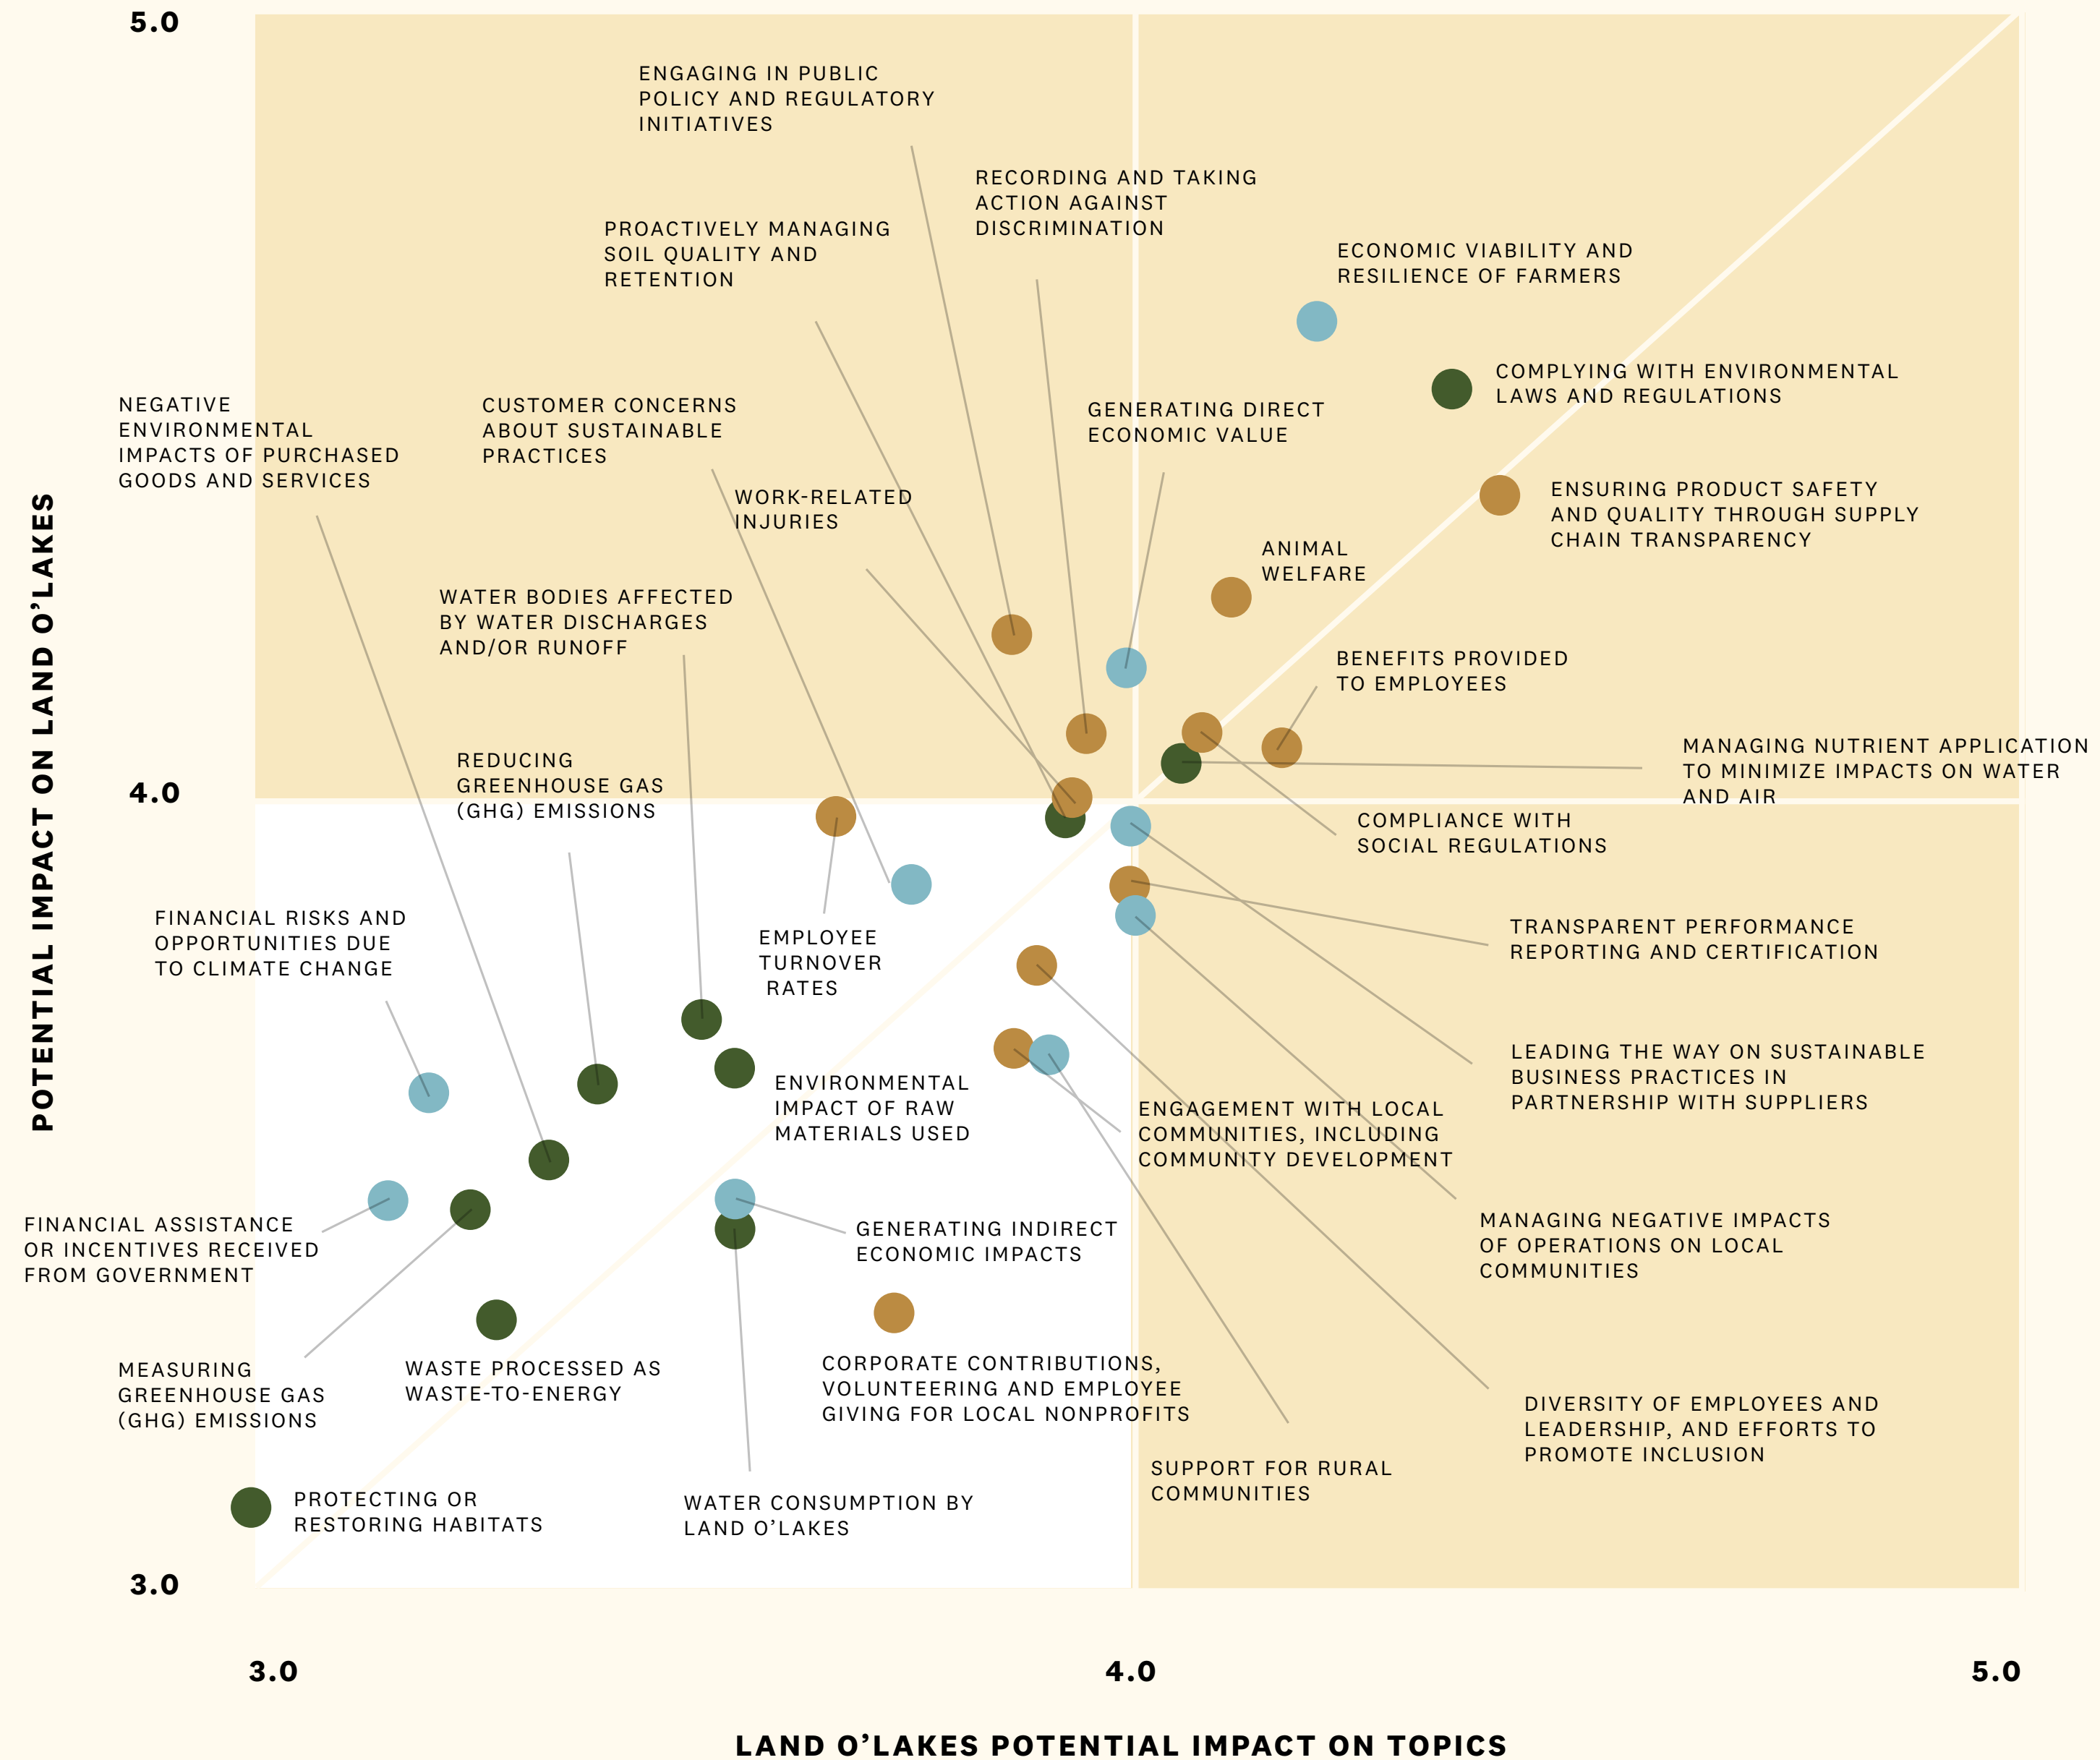 5.0
ENGAGING IN PUBLIC
POLICY AND REGULATORY
INITIATIVES
RECORDING AND TAKING
ACTION AGAINST
DISCRIMINATION
PROACTIVELY MANAGING
SOIL QUALITY AND
RETENTION
ECONOMIC VIABILITY AND
RESILIENCE OF FARMERS
COMPLYING WITH ENVIRONMENTAL
LAWS AND REGULATIONS
NEGATIVE
ENVIRONMENTAL
IMPACTS OF PURCHASED
GOODS AND SERVICES
CUSTOMER CONCERNS
ABOUT SUSTAINABLE
PRACTICES
GENERATING DIRECT
ECONOMIC VALUE
WORK-RELATED
INJURIES
ENSURING PRODUCT SAFETY
AND QUALITY THROUGH SUPPLY
CHAIN TRANSPARENCY
ANIMAL
WELFARE
WATER BODIES AFFECTED
BY WATER DISCHARGES
AND/OR RUNOFF
BENEFITS PROVIDED
TO EMPLOYEES
POTENTIAL IMPACT ON LAND O’LAKES
4.0
REDUCING
GREENHOUSE GAS
(GHG) EMISSIONS
MANAGING NUTRIENT APPLICATION
TO MINIMIZE IMPACTS ON WATER
AND AIR
COMPLIANCE WITH
SOCIAL REGULATIONS
FINANCIAL RISKS AND
OPPORTUNITIES DUE
TO CLIMATE CHANGE
EMPLOYEE
TURNOVER
RATES
TRANSPARENT PERFORMANCE
REPORTING AND CERTIFICATION
LEADING THE WAY ON SUSTAINABLE
BUSINESS PRACTICES IN
PARTNERSHIP WITH SUPPLIERS
ENVIRONMENTAL
IMPACT OF RAW
MATERIALS USED
ENGAGEMENT WITH LOCAL
COMMUNITIES, INCLUDING
COMMUNITY DEVELOPMENT
FINANCIAL ASSISTANCE
OR INCENTIVES RECEIVED
FROM GOVERNMENT
GENERATING INDIRECT
ECONOMIC IMPACTS
MANAGING NEGATIVE IMPACTS
OF OPERATIONS ON LOCAL
COMMUNITIES
MEASURING
GREENHOUSE GAS
(GHG) EMISSIONS
WASTE PROCESSED AS
WASTE-TO-ENERGY
CORPORATE CONTRIBUTIONS,
VOLUNTEERING AND EMPLOYEE
GIVING FOR LOCAL NONPROFITS
DIVERSITY OF EMPLOYEES AND
LEADERSHIP, AND EFFORTS TO
PROMOTE INCLUSION
SUPPORT FOR RURAL
COMMUNITIES
PROTECTING OR
RESTORING HABITATS
WATER CONSUMPTION BY
LAND O’LAKES
3.0
3.0
4.0
5.0
LAND O’LAKES POTENTIAL IMPACT ON TOPICS